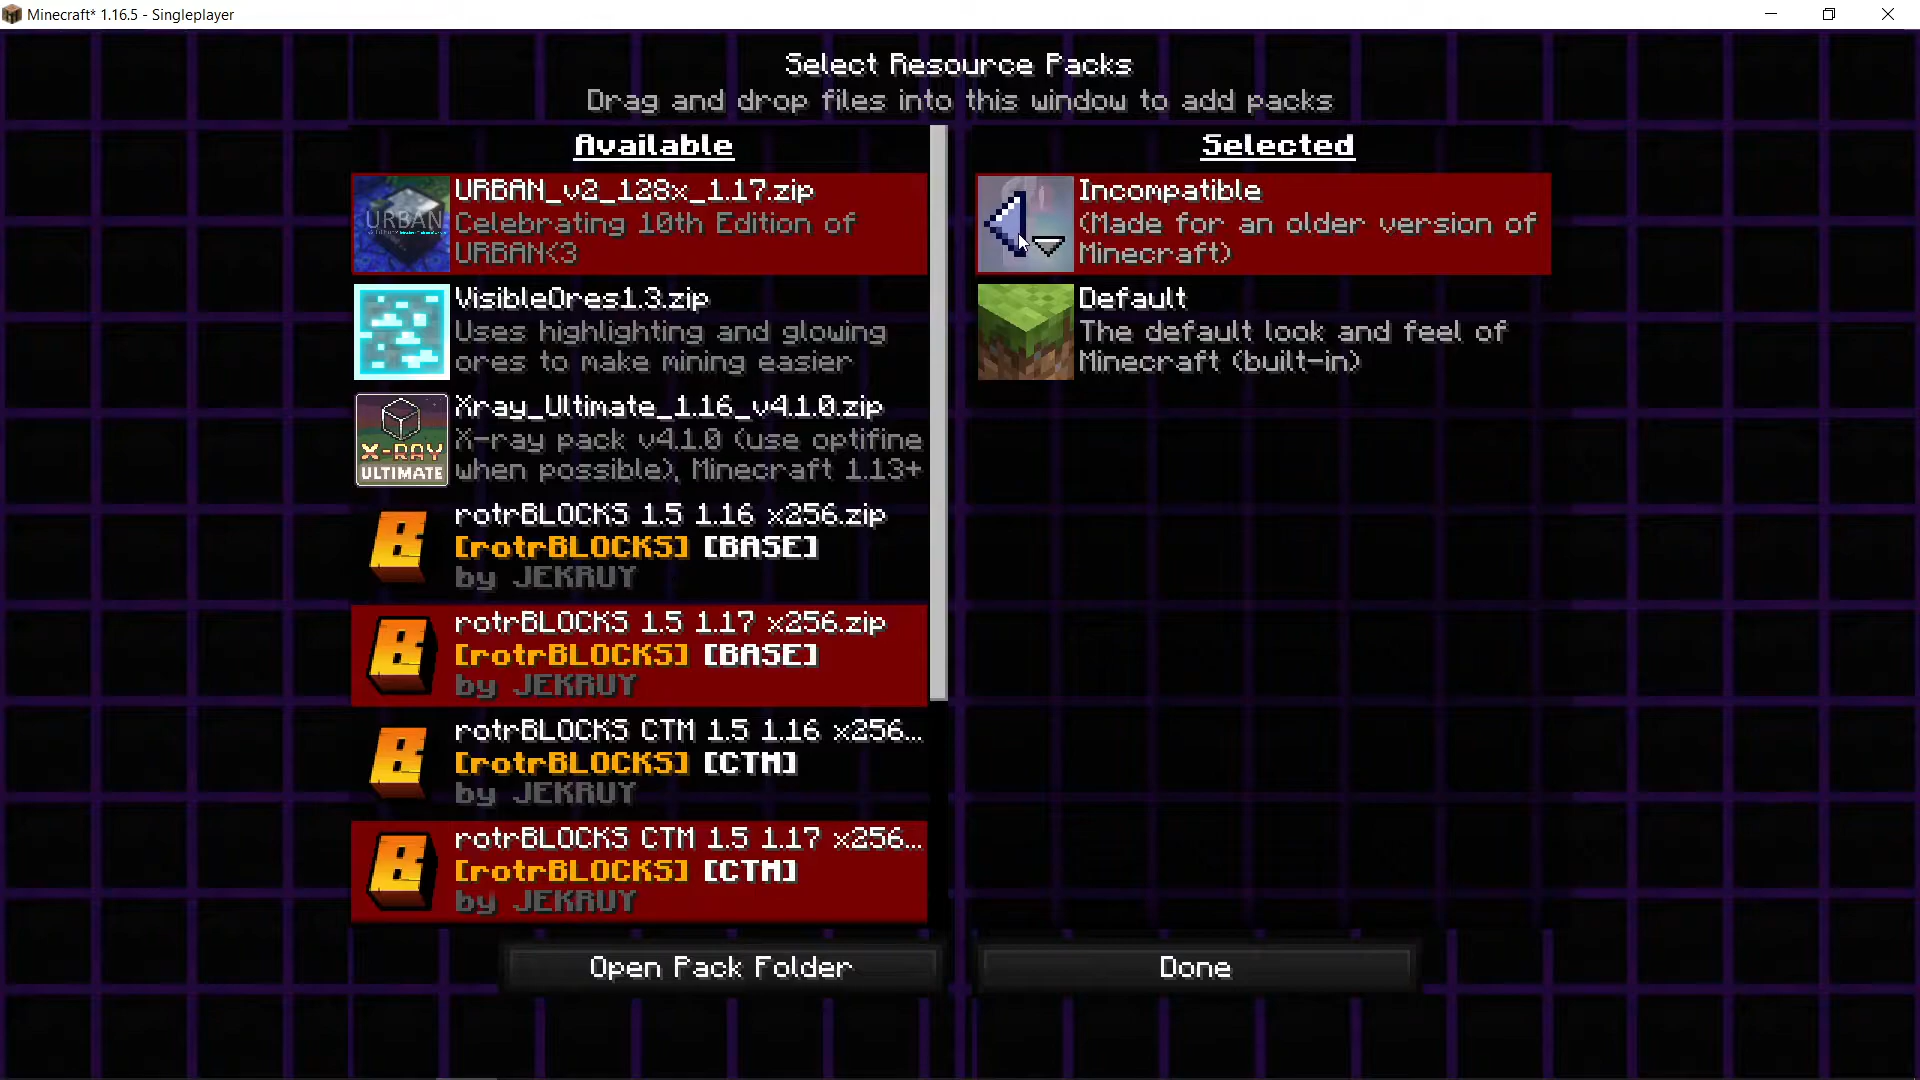 Minecraft* 1.16.5 - Singleplayer
Select Resource Packs
Drag and drop files into this window to add packs
Available
URBAN
URBAN_v2_128x_1.17.zip
Celebrating 10th Edition of
URBAN<3
VisibleOres1.3.zip
Uses highlighting and glowing
ores to make mining easier
X-RAY
ULTIMATE
Xray_Ultimate_1.16_v4.1.0.zip
X-ray pack v4.1.0 (use optifine
when possible), Minecraft 1.13+
rotrBLOCKS 1.5 1.16 x256.zip
[rotrBLOCKS] [BASE]
by JEKRUY
rotrBLOCKS 1.5 1.17 x256.zip
[rotrBLOCKS] [BASE]
by JEKRUY
rotrBLOCKS CTM 1.5 1.16 x256...
[rotrBLOCKS] [CTM]
by JEKRUY
rotrBLOCKS CTM 1.5 1.17 x256...
[rotrBLOCKS] [CTM]
by JEKRUY
Selected
Incompatible
(Made for an older version of
Minecraft)
Default
The default look and feel of
Minecraft (built-in)
Open Pack Folder
Done